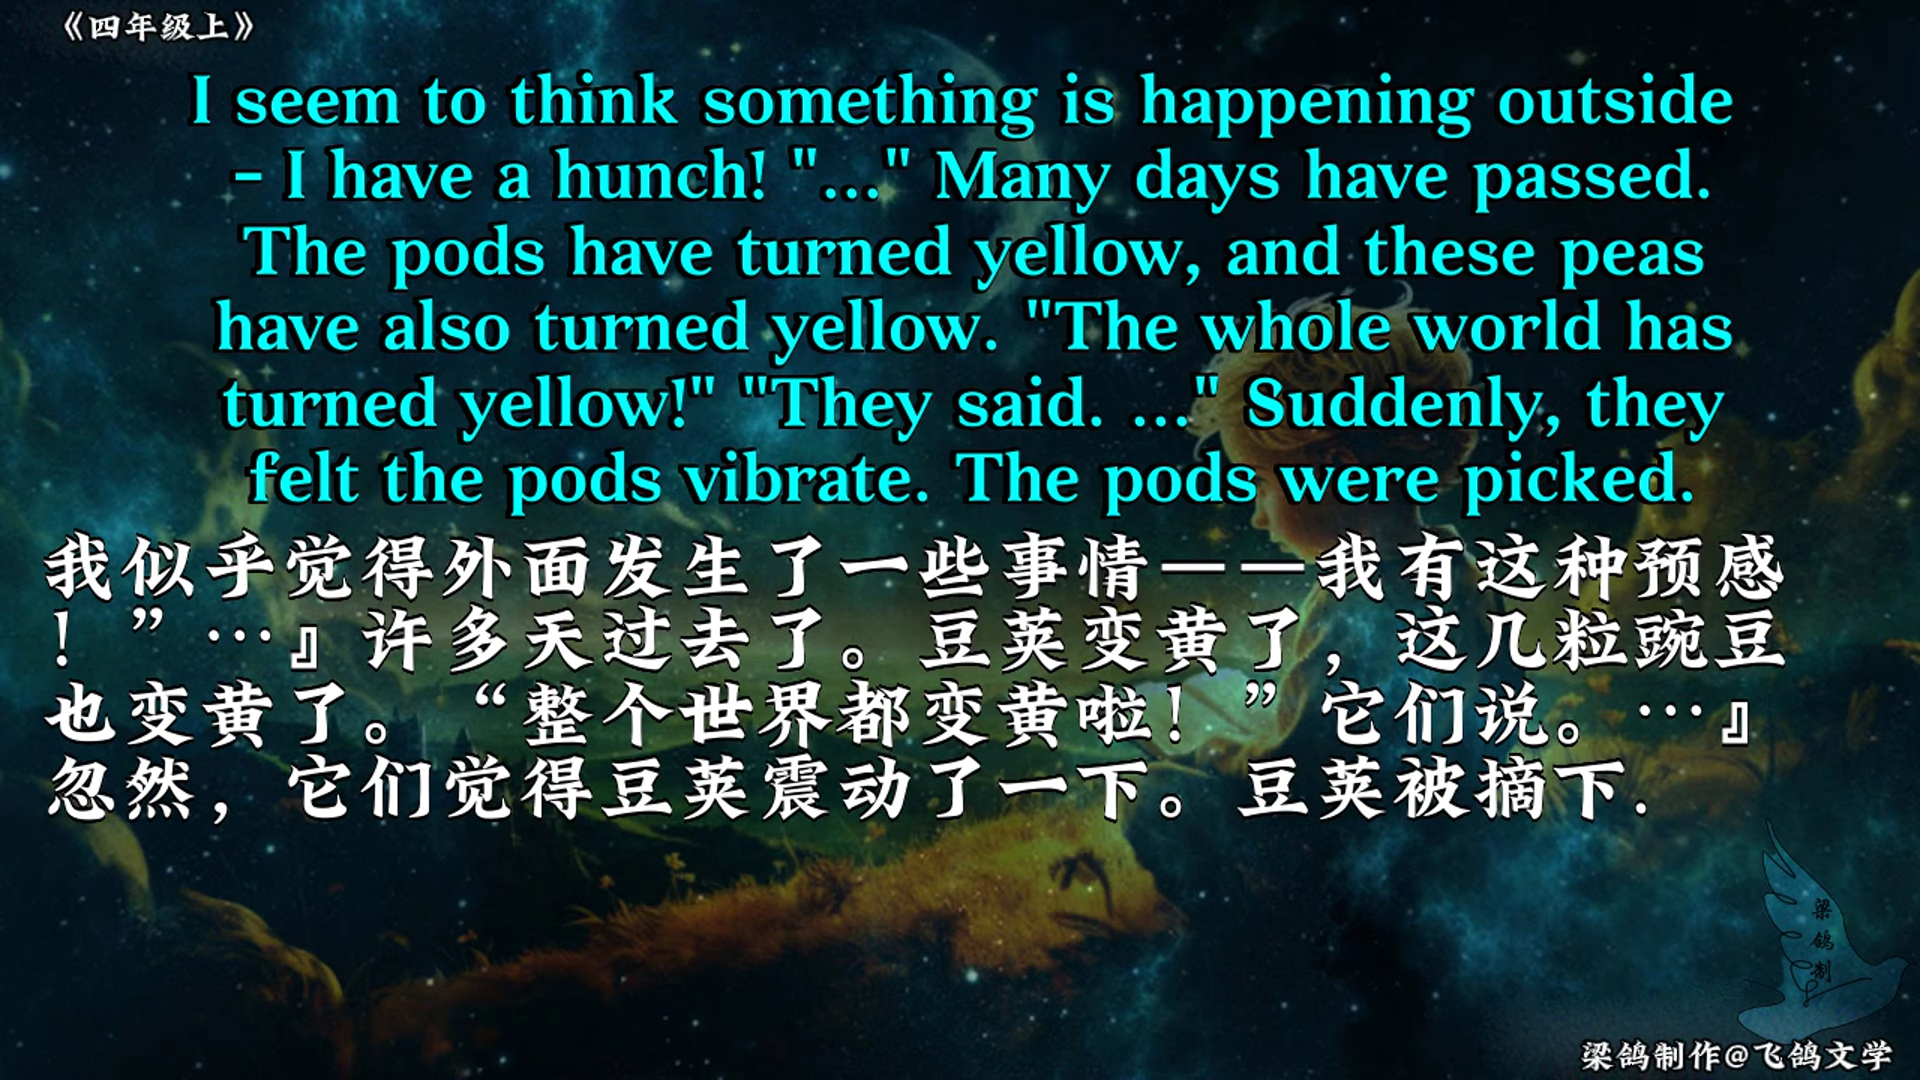 《四年级上》
I seem to think something is happening outside
- I have a hunch! "..." Many days have passed.
The pods have turned yellow, and these peas
have also turned yellow. "The whole world has
turned yellow!" "They said. ..." Suddenly, they
felt the pods vibrate. The pods were picked.
我似乎觉得外面发生了一些事情——我有这种预感
！”…』许多天过去了。豆荚变黄了，这几粒豌豆
也变黄了。“整个世界都变黄啦！”它们说。…』
忽然，它们觉得豆荚震动了一下。豆荚被摘下.
梁
鸽
制
梁鸽制作@飞鸽文学